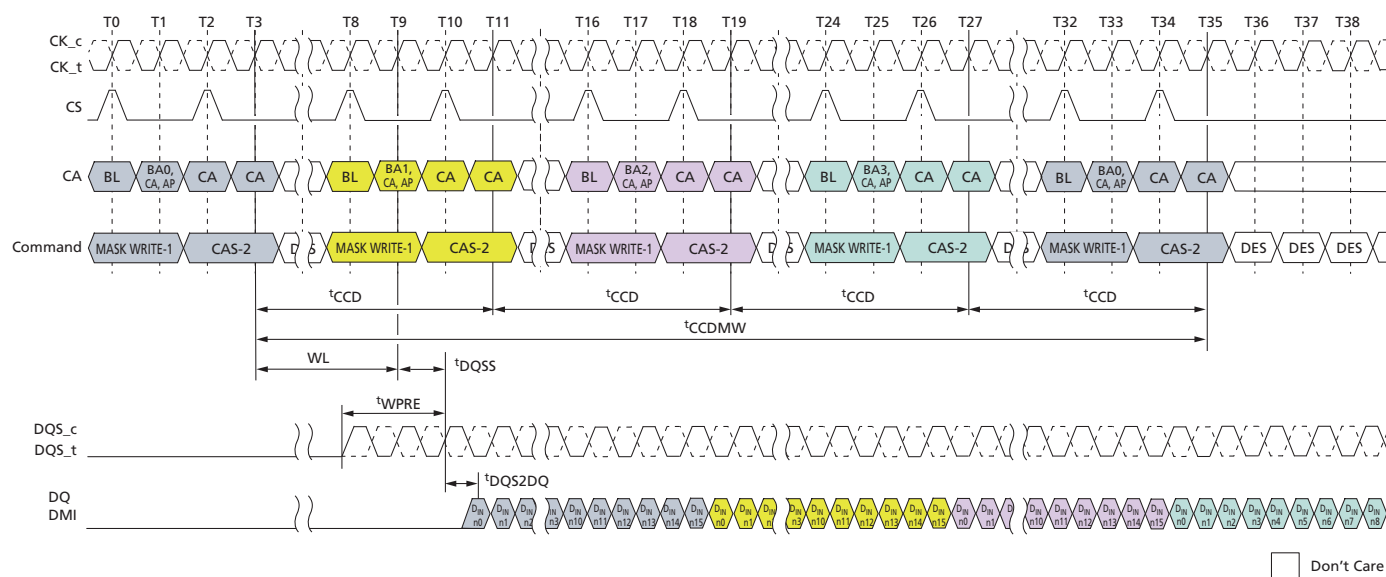 T0 T1 T2 T3 T8 T9 T10 T11 T16 T17 T18 T19 T24 T25 T26 T27 T32 T33 T34 T35 T36 T37 T38
CK_c
CK_t
CS
CA BL BA0, CA, AP CA CA BL BA1, CA, AP CA CA BL BA2, CA, AP CA CA BL BA3, CA, AP CA CA BL BA0, CA, AP CA CA
Command MASK WRITE-1 CAS-2 D S MASK WRITE-1 CAS-2 D S MASK WRITE-1 CAS-2 D S MASK WRITE-1 CAS-2 D S MASK WRITE-1 CAS-2 DES DES DES
tCCD tCCD tCCD tCCD
tCCDMW
WL tDQSS
tWPRE
DQS_c
DQS_t
tDQS2DQ
DQ
DMI
DIN n0 DIN n1 DIN n2 DIN n3 DIN n10 DIN n11 DIN n12 DIN n13 DIN n14 DIN n15 DIN n0 DIN n1 DIN n3 DIN n10 DIN n11 DIN n12 DIN n13 DIN n14 DIN n15 DIN n0 DIN n1 DIN n10 DIN n11 DIN n12 DIN n13 DIN n14 DIN n15 DIN n0 DIN n1 DIN n2 DIN n3 DIN n4 DIN n5 DIN n6 DIN n7 DIN n8
Don't Care